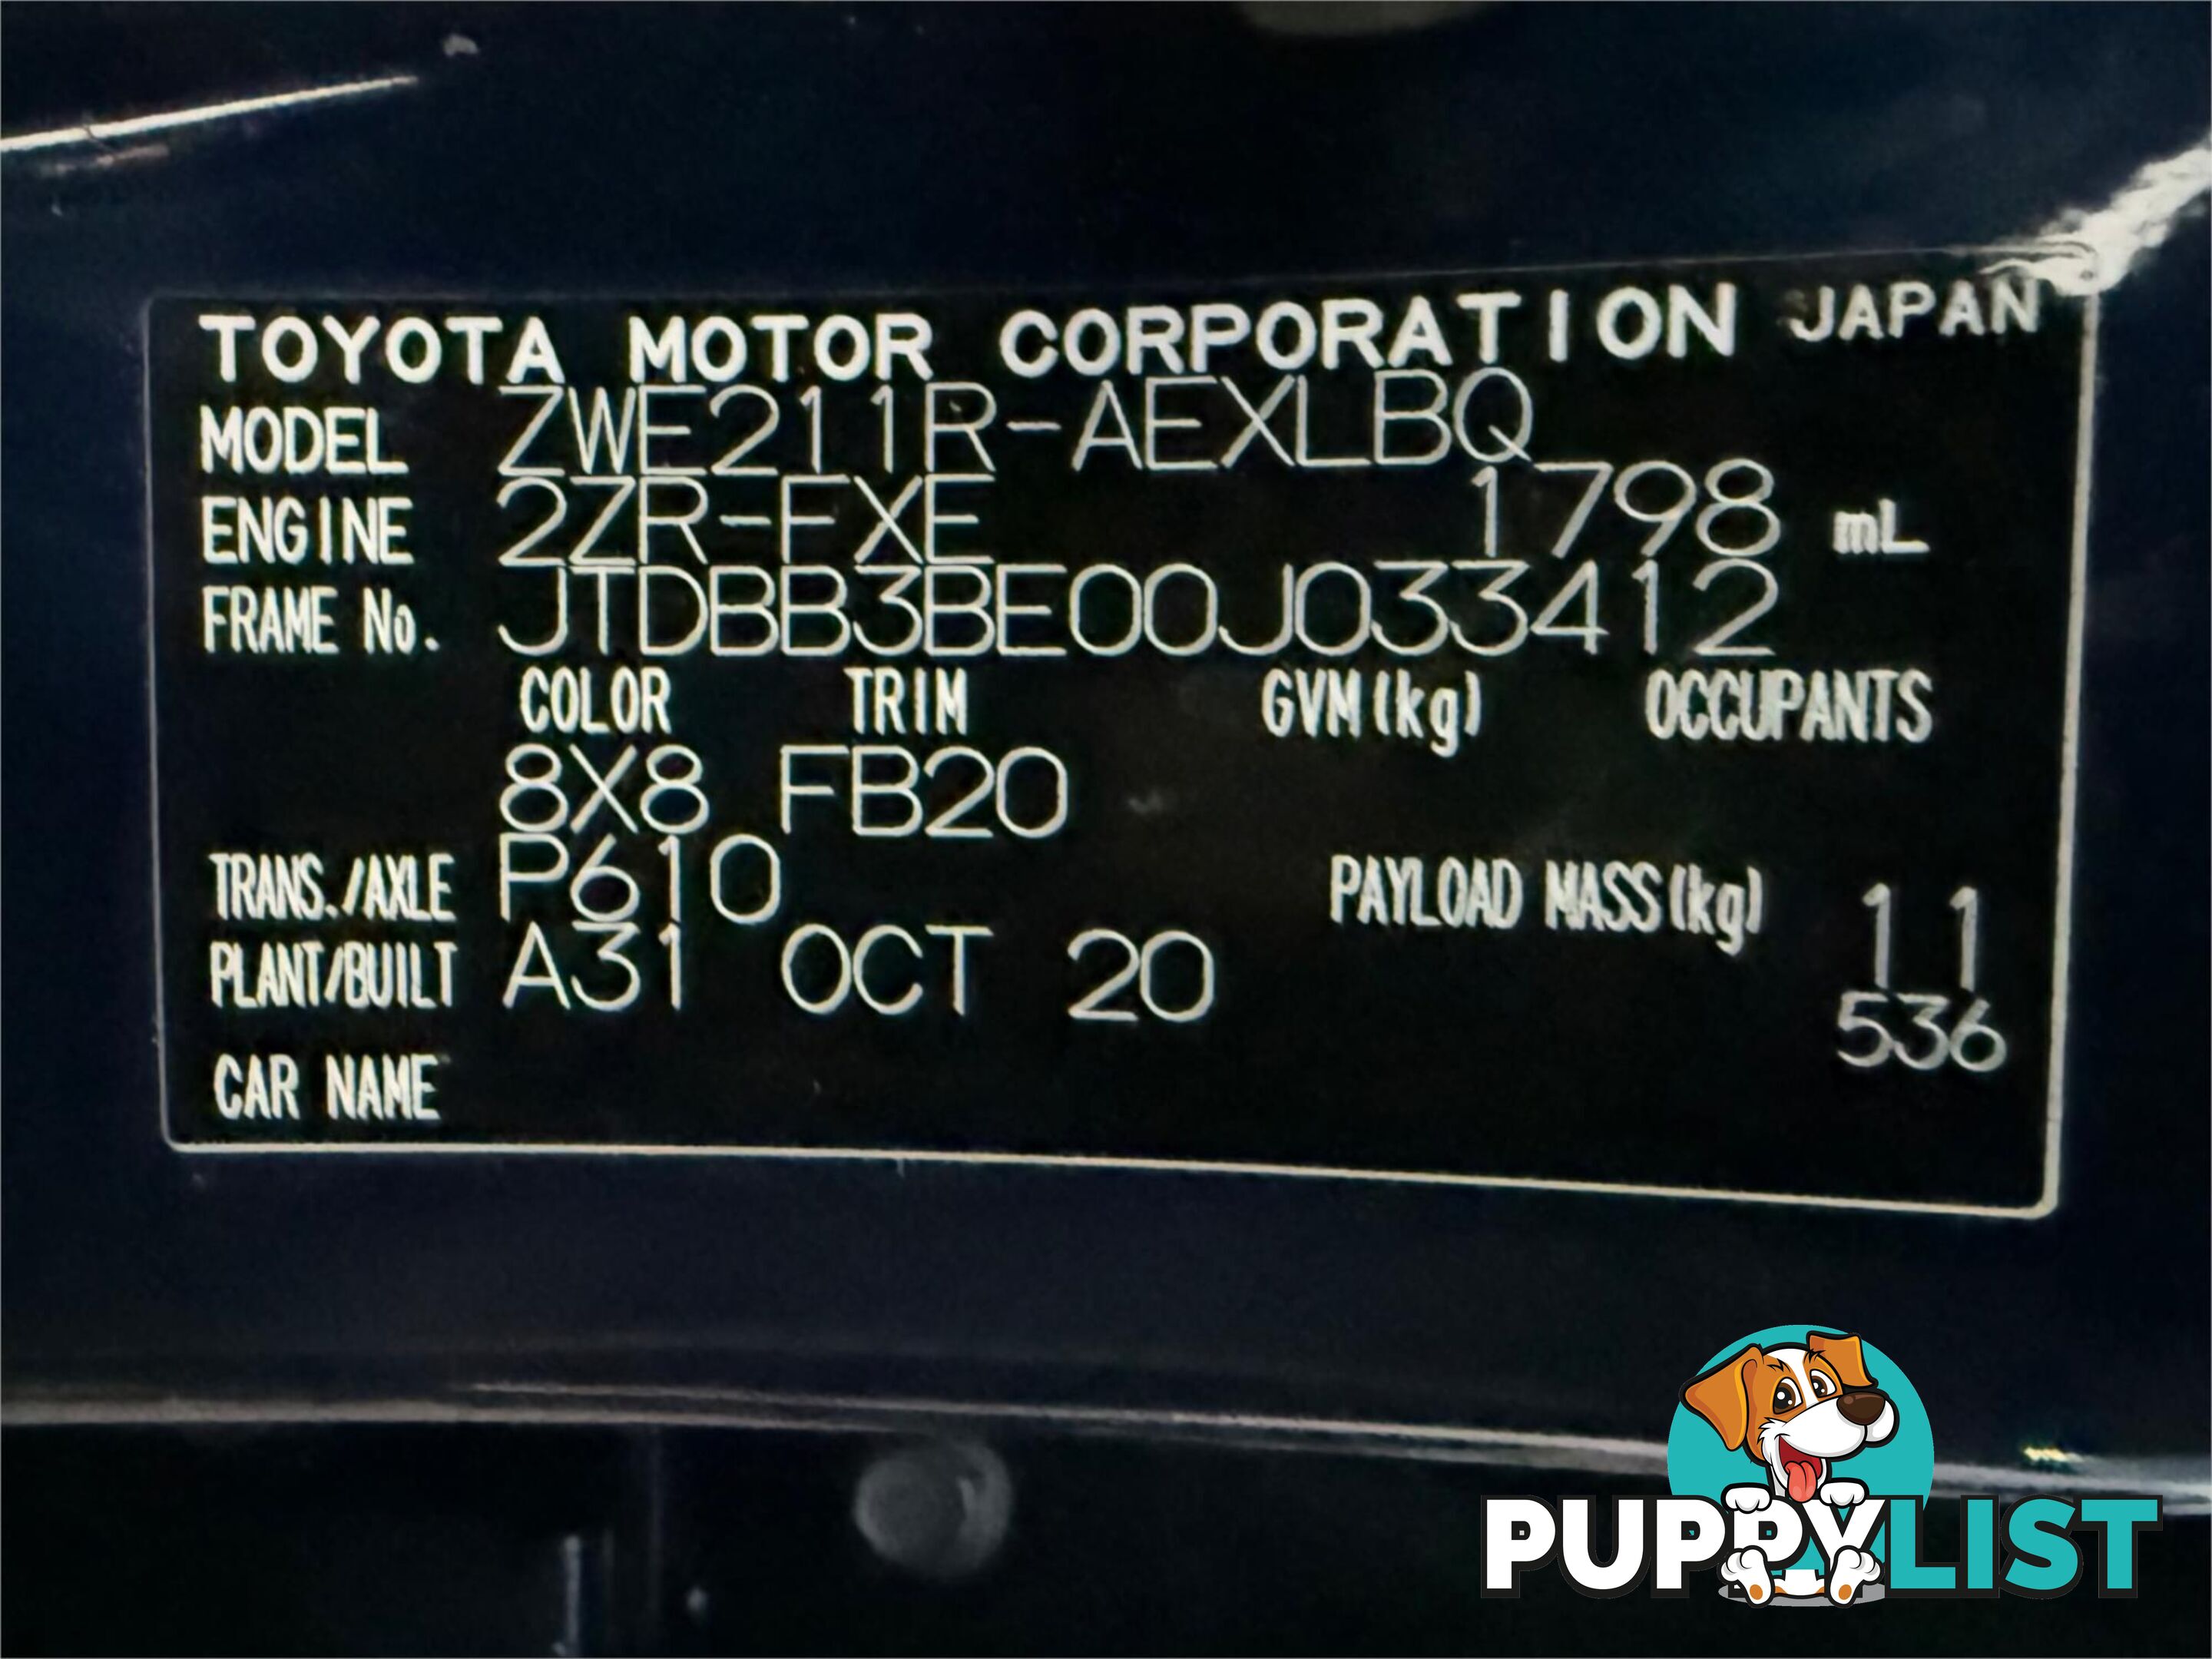 TOYOTA MOTOR CORPORATION JAPAN
MODEL ZWE211R-AEXLBQ
ENGINE 2ZR-FXE 1798 mL
FRAME No. JTDBB3BE00J033412
COLOR TRIM GVM(kg) OCCUPANTS
8X8 FB20
TRANS./AXLE P610 PAYLOAD MASS(kg) 11
PLANT/BUILT A31 OCT 20 536
CAR NAME
PUPPYLIST